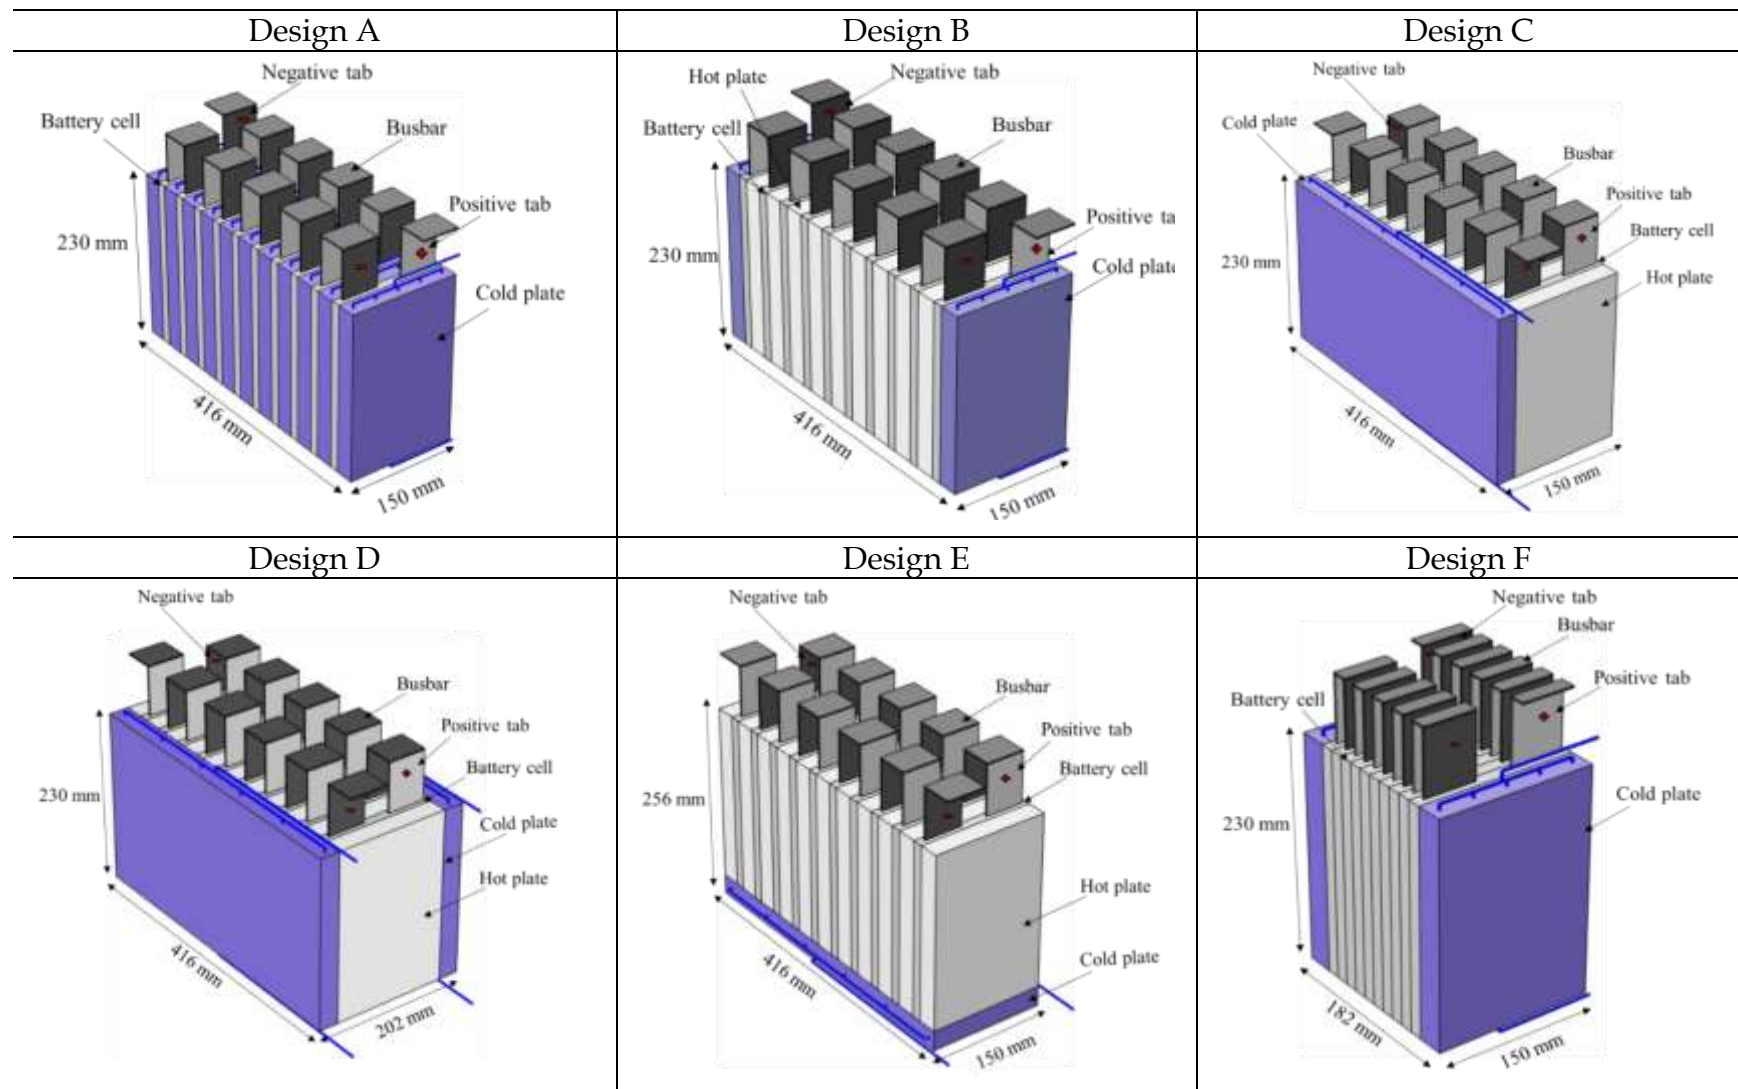 Design A
Negative tab
Battery cell
Busbar
Positive tab
230 mm
Cold plate
416 mm
150 mm
Design B
Hot plate
Negative tab
Battery cell
Busbar
Positive ta
230 mm
Cold plate
416 mm
150 mm
Design C
Negative tab
Cold plate
Busbar
Positive tab
Battery cell
230 mm
Hot plate
416 mm
150 mm
Design D
Negative tab
Busbar
Positive tab
Battery cell
230 mm
Cold plate
Hot plate
416 mm
202 mm
Design E
Negative tab
Busbar
Positive tab
Battery cell
256 mm
Hot plate
Cold plate
416 mm
150 mm
Design F
Negative tab
Busbar
Positive tab
Battery cell
Cold plate
230 mm
182 mm
150 mm